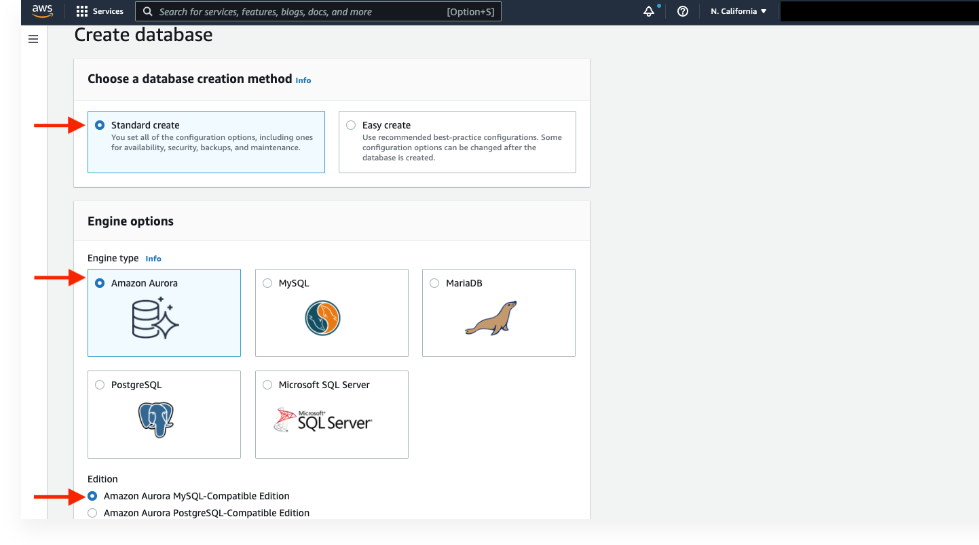 aws
Services
Search for services, features, blogs, docs, and more
[Option+S]
N. California
Create database
Choose a database creation method Info
Standard create
You set all of the configuration options, including ones
for availability, security, backups, and maintenance.
Easy create
Use recommended best-practice configurations. Some
configuration options can be changed after the
database is created.
Engine options
Engine type Info
Amazon Aurora
MySQL
MariaDB
PostgreSQL
Microsoft SQL Server
Microsoft
SQL Server
Edition
Amazon Aurora MySQL-Compatible Edition
Amazon Aurora PostgreSQL-Compatible Edition